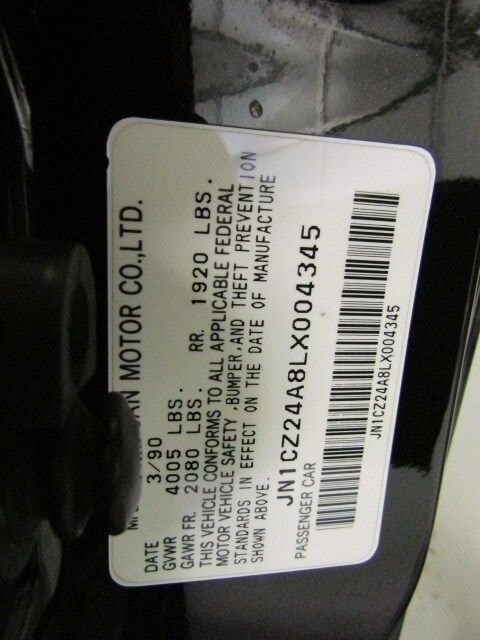 MOTOR CO.,LTD.
DATE 3/90
GVWR 4005 LBS.
GAWR FR. 2080 LBS. RR. 1920 LBS.
THIS VEHICLE CONFORMS TO ALL APPLICABLE FEDERAL
MOTOR VEHICLE SAFETY ,BUMPER,AND THEFT PREVENTION
STANDARDS IN EFFECT ON THE DATE OF MANUFACTURE
SHOWN ABOVE.
JN1CZ24A8LX004345
PASSENGER CAR
JN1CZ24A8LX004345